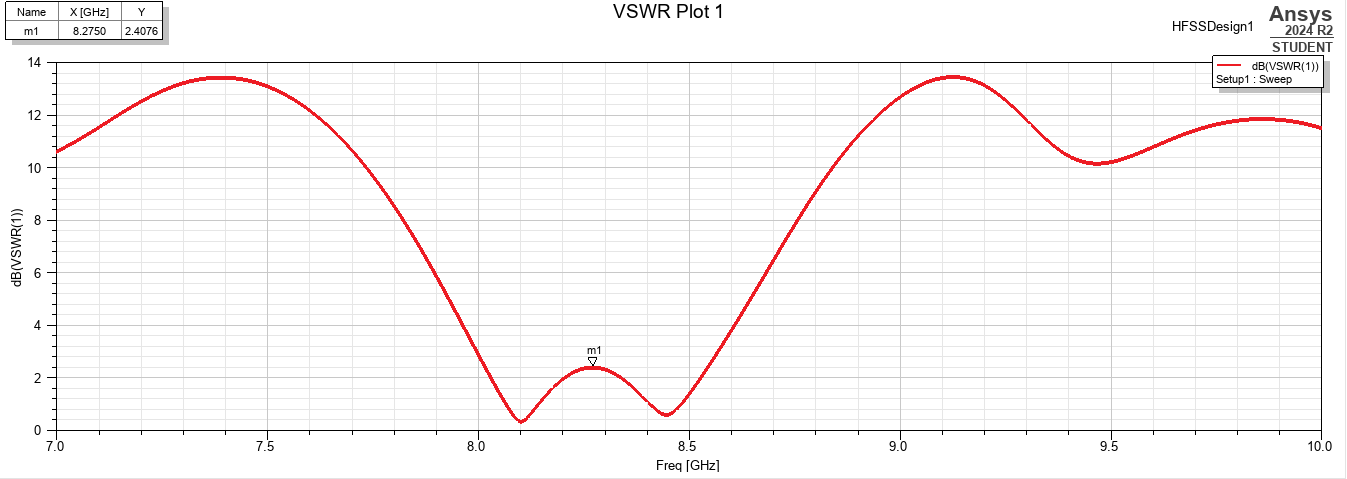 VSWR Plot 1
Name X [GHz] Y
m1 8.2750 2.4076
HFSSDesign1
Ansys
2024 R2
STUDENT
dB(VSWR(1))
Setup1 : Sweep
14
12
10
8
6
4
2
0
dB(VSWR(1))
m1
7.0 7.5 8.0 8.5 9.0 9.5 10.0
Freq [GHz]